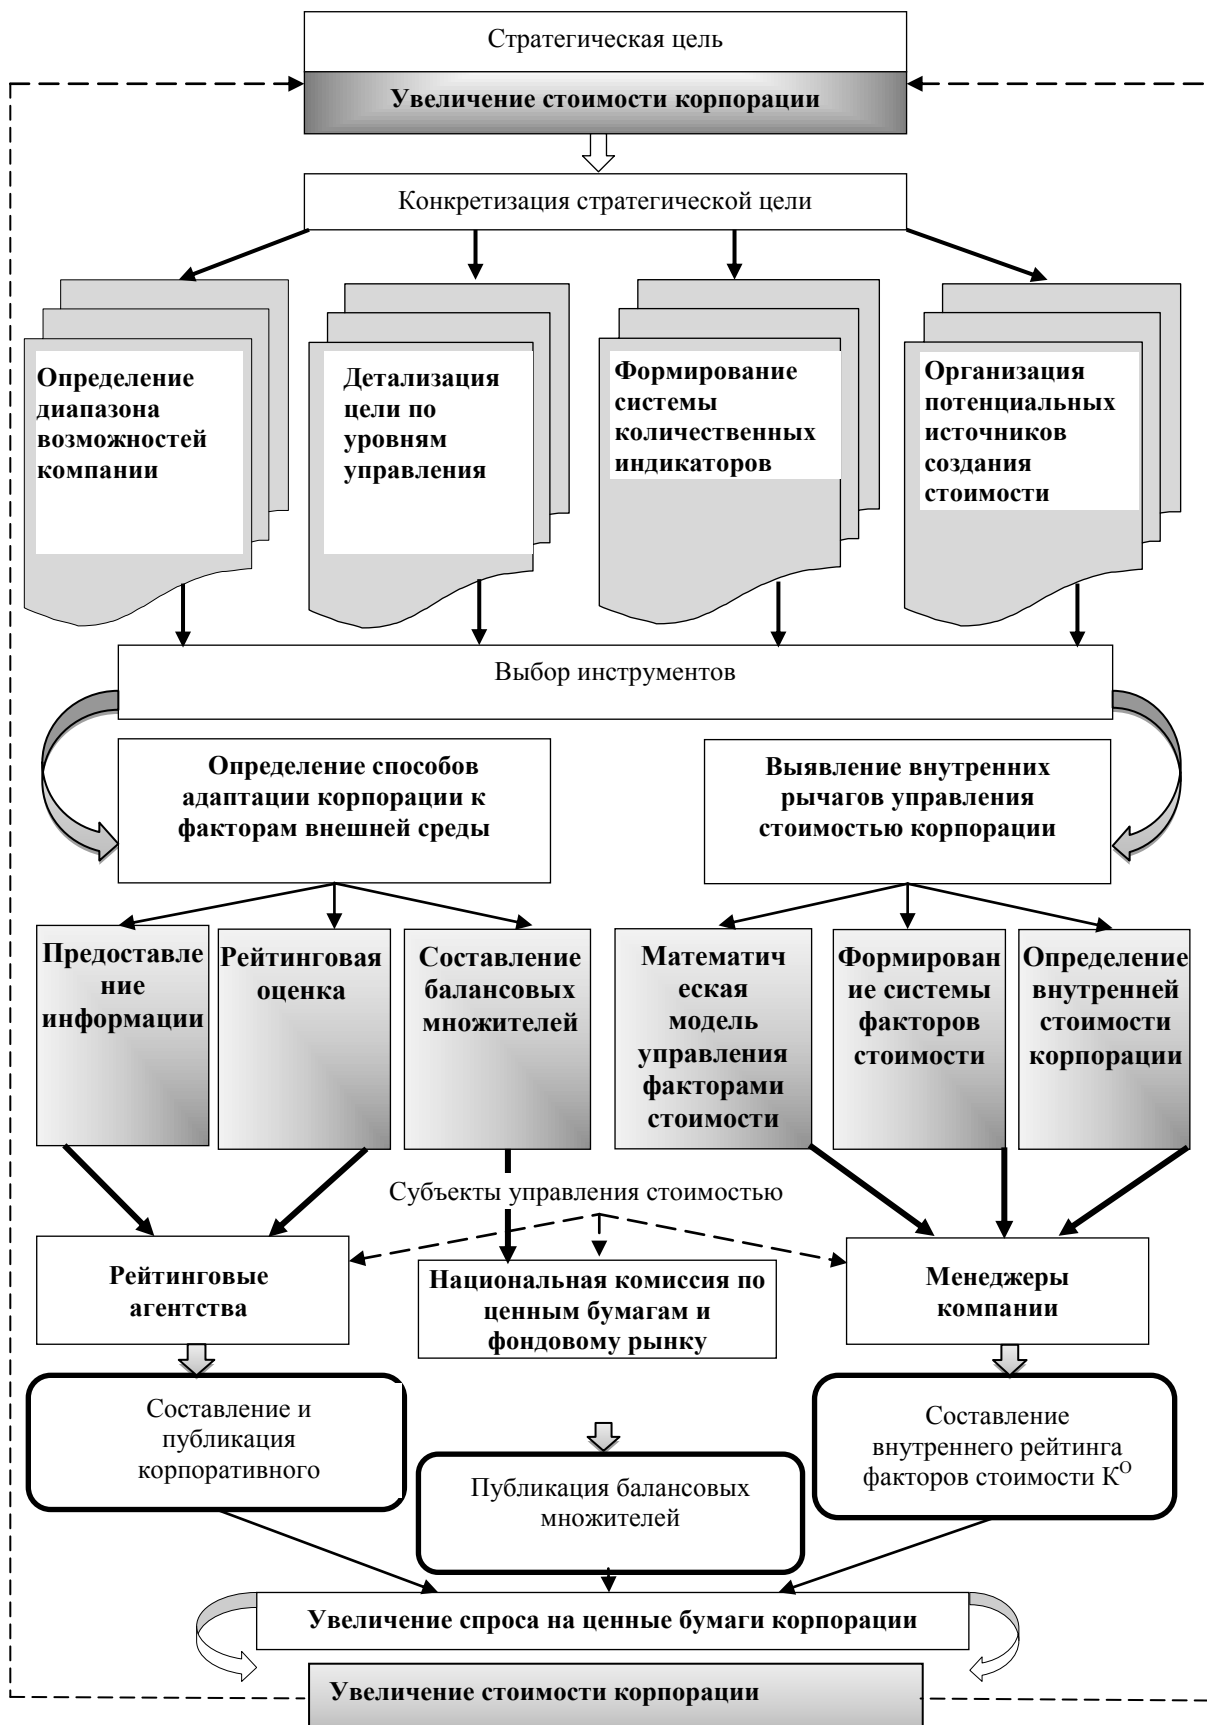 Стратегическая цель
Увеличение стоимости корпорации
Конкретизация стратегической цели
Определение
диапазона
возможностей
компании
Детализация
цели по
уровням
управления
Формирование
системы
количественных
индикаторов
Организация
потенциальных
источников
создания
стоимости
Выбор инструментов
Определение способов
адаптации корпорации к
факторам внешней среды
Выявление внутренних
рычагов управления
стоимостью корпорации
Предоставле
ние
информации
Рейтинговая
оценка
Составление
балансовых
множителей
Математич
еская
модель
управления
факторами
стоимости
Формирован
ие системы
факторов
стоимости
Определение
внутренней
стоимости
корпорации
Субъекты управления стоимостью
Рейтинговые
агентства
Национальная комиссия по
ценным бумагам и
фондовому рынку
Менеджеры
компании
Составление и
публикация
корпоративного
Публикация балансовых
множителей
Составление
внутреннего рейтинга
факторов стоимости К^О
Увеличение спроса на ценные бумаги корпорации
Увеличение стоимости корпорации